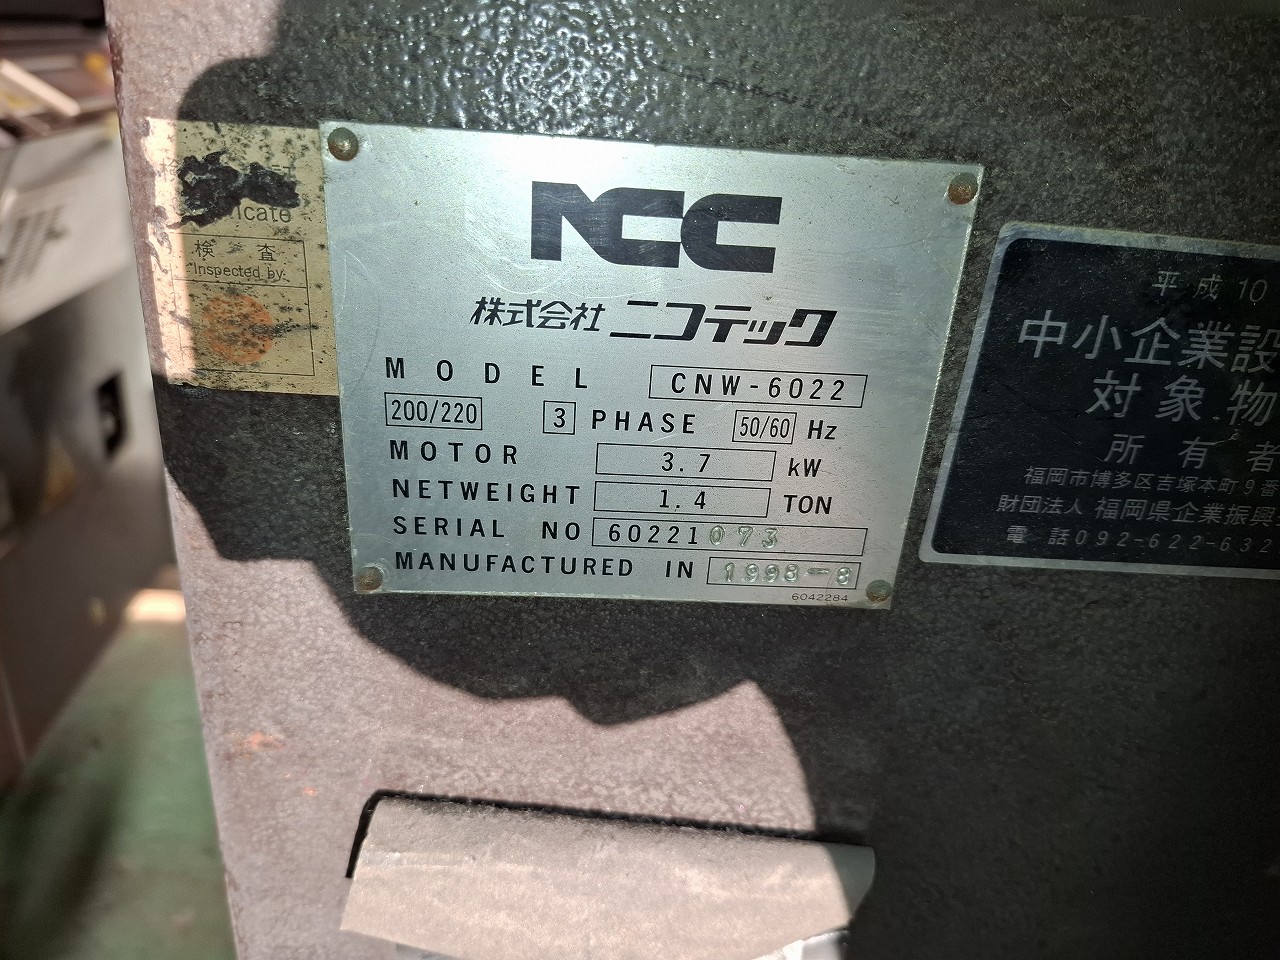 NCC
株式会社 ニコテック
MODEL CNW-6022
200/220 3 PHASE 50/60 Hz
MOTOR 3.7 kW
NETWEIGHT 1.4 TON
SERIAL NO 60221073
MANUFACTURED IN 1998-8
6042284
検査
Inspected by:
平成10
中小企業設
対象物
所有者
福岡市博多区吉塚本町9番
財団法人 福岡県企業振興
電話092-622-632